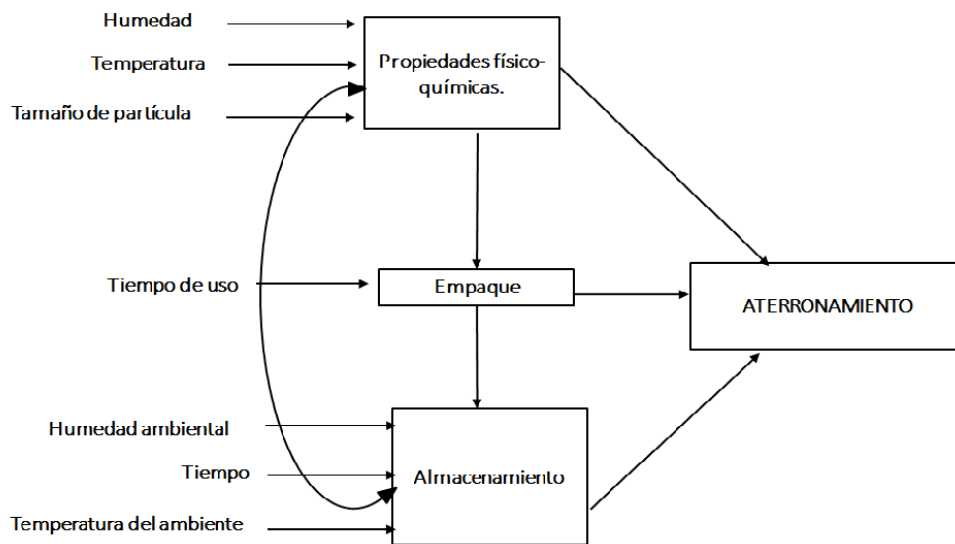 Humedad
Temperatura
Tamaño de partícula
Propiedades físico-
químicas.
Tiempo de uso
Empaque
ATERRONAMIENTO
Humedad ambiental
Tiempo
Temperatura del ambiente
Almacenamiento